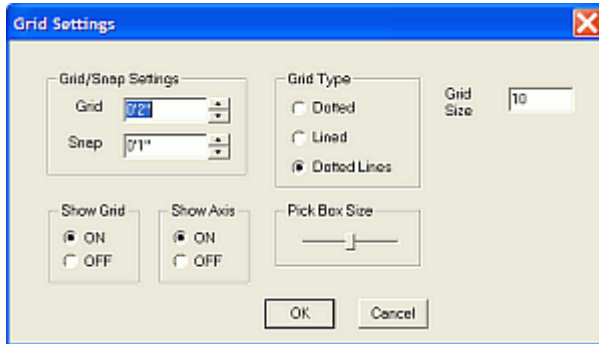 Grid Settings
Grid/Snap Settings
Grid 0'2"
Snap 0'1"
Grid Type
Dotted
Lined
Dotted Lines
Grid Size 10
Show Grid
ON
OFF
Show Axis
ON
OFF
Pick Box Size
OK Cancel